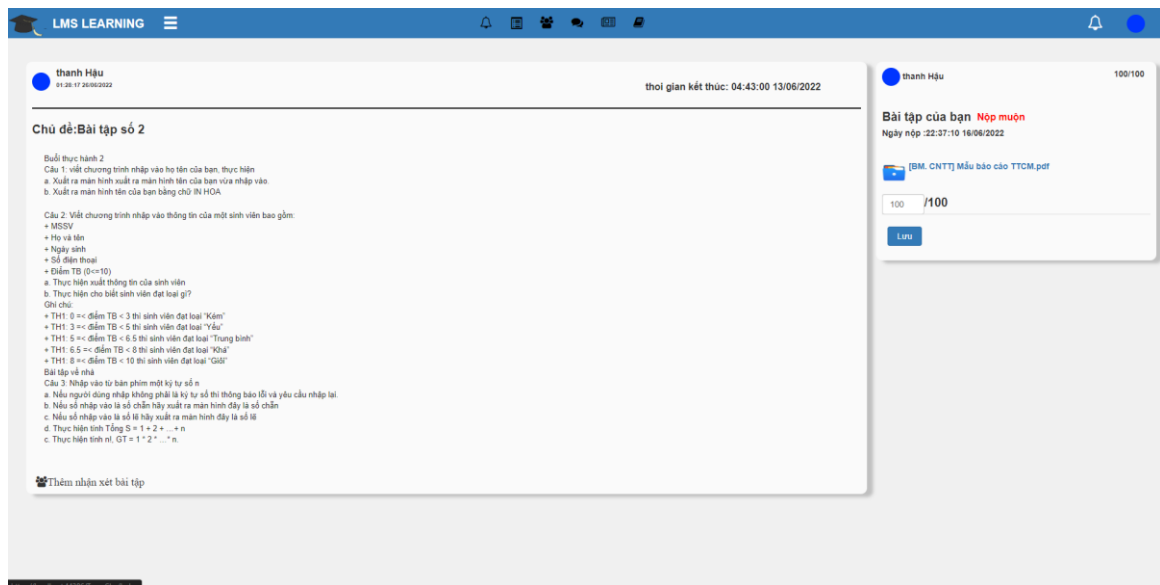 LMS LEARNING
thanh Hậu
01:28:17 26/06/2022
thoi gian kết thúc: 04:43:00 13/06/2022
Chủ đề:Bài tập số 2
Buổi thực hành 2
Câu 1: viết chương trình nhập vào họ tên của bạn, thực hiện
a. Xuất ra màn hình xuất ra màn hình tên của bạn vừa nhập vào.
b. Xuất ra màn hình tên của bạn bằng chữ IN HOA
Câu 2: Viết chương trình nhập vào thông tin của một sinh viên bao gồm:
+ MSSV
+ Họ và tên
+ Ngày sinh
+ Số điện thoại
+ Điểm TB (0<=10)
a. Thực hiện xuất thông tin của sinh viên
b. Thực hiện cho biết sinh viên đạt loại gì?
Ghi chú:
+ TH1: 0 =< điểm TB < 3 thì sinh viên đạt loại “Kém”
+ TH1: 3 =< điểm TB < 5 thì sinh viên đạt loại “Yếu”
+ TH1: 5 =< điểm TB < 6.5 thì sinh viên đạt loại “Trung bình”
+ TH1: 6.5 =< điểm TB < 8 thì sinh viên đạt loại “Khá”
+ TH1: 8 =< điểm TB < 10 thì sinh viên đạt loại “Giỏi”
Bài tập về nhà
Câu 3: Nhập vào từ bàn phím một ký tự số n
a. Nếu người dùng nhập không phải là ký tự số thì thông báo lỗi và yêu cầu nhập lại.
b. Nếu số nhập vào là số chẵn hãy xuất ra màn hình đây là số chẵn
c. Nếu số nhập vào là số lẽ hãy xuất ra màn hình đây là số lẽ
d. Thực hiện tính Tổng S = 1 + 2 + …+ n
c. Thực hiện tính n!, GT = 1 * 2 * …* n.
Thêm nhận xét bài tập
thanh Hậu
100/100
Bài tập của bạn Nộp muộn
Ngày nộp :22:37:10 16/06/2022
[BM. CNTT] Mẫu báo cáo TTCM.pdf
100 /100
Lưu